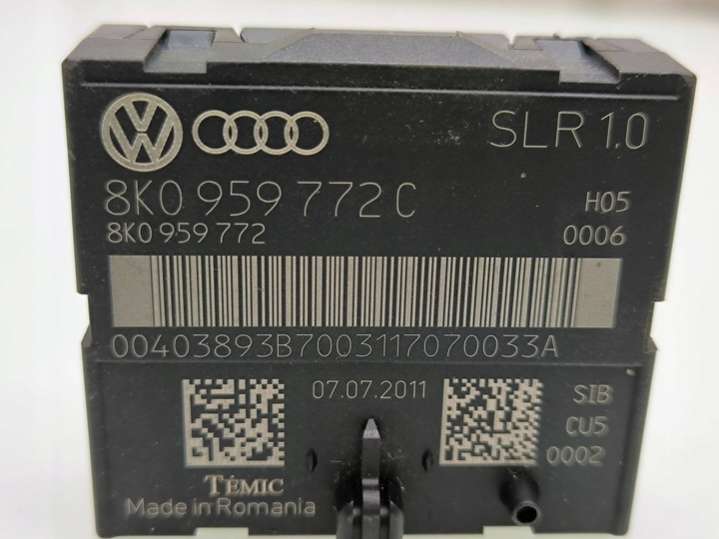 SLR 1.0
8K0 959 772 C
H05
8K0 959 772
0006
00403893B7003117070033A
07.07.2011
SIB
CU5
0002
TEMIC
Made in Romania